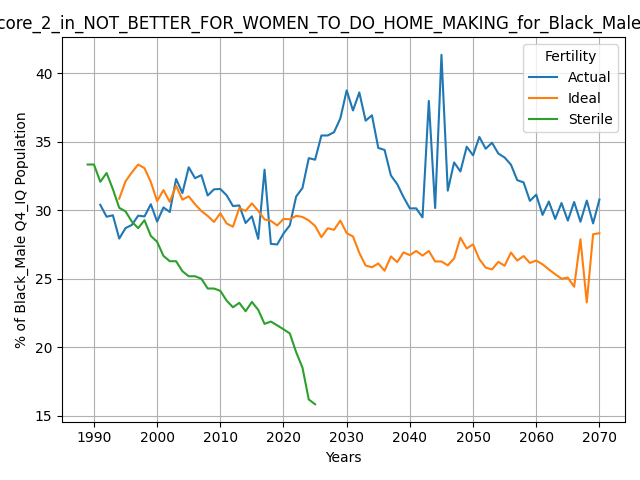 core_2_in_NOT_BETTER_FOR_WOMEN_TO_DO_HOME_MAKING_for_Black_Male
Fertility
Actual
Ideal
Sterile
% of Black_Male Q4_IQ Population
40
35
30
25
20
15
1990 2000 2010 2020 2030 2040 2050 2060 2070
Years